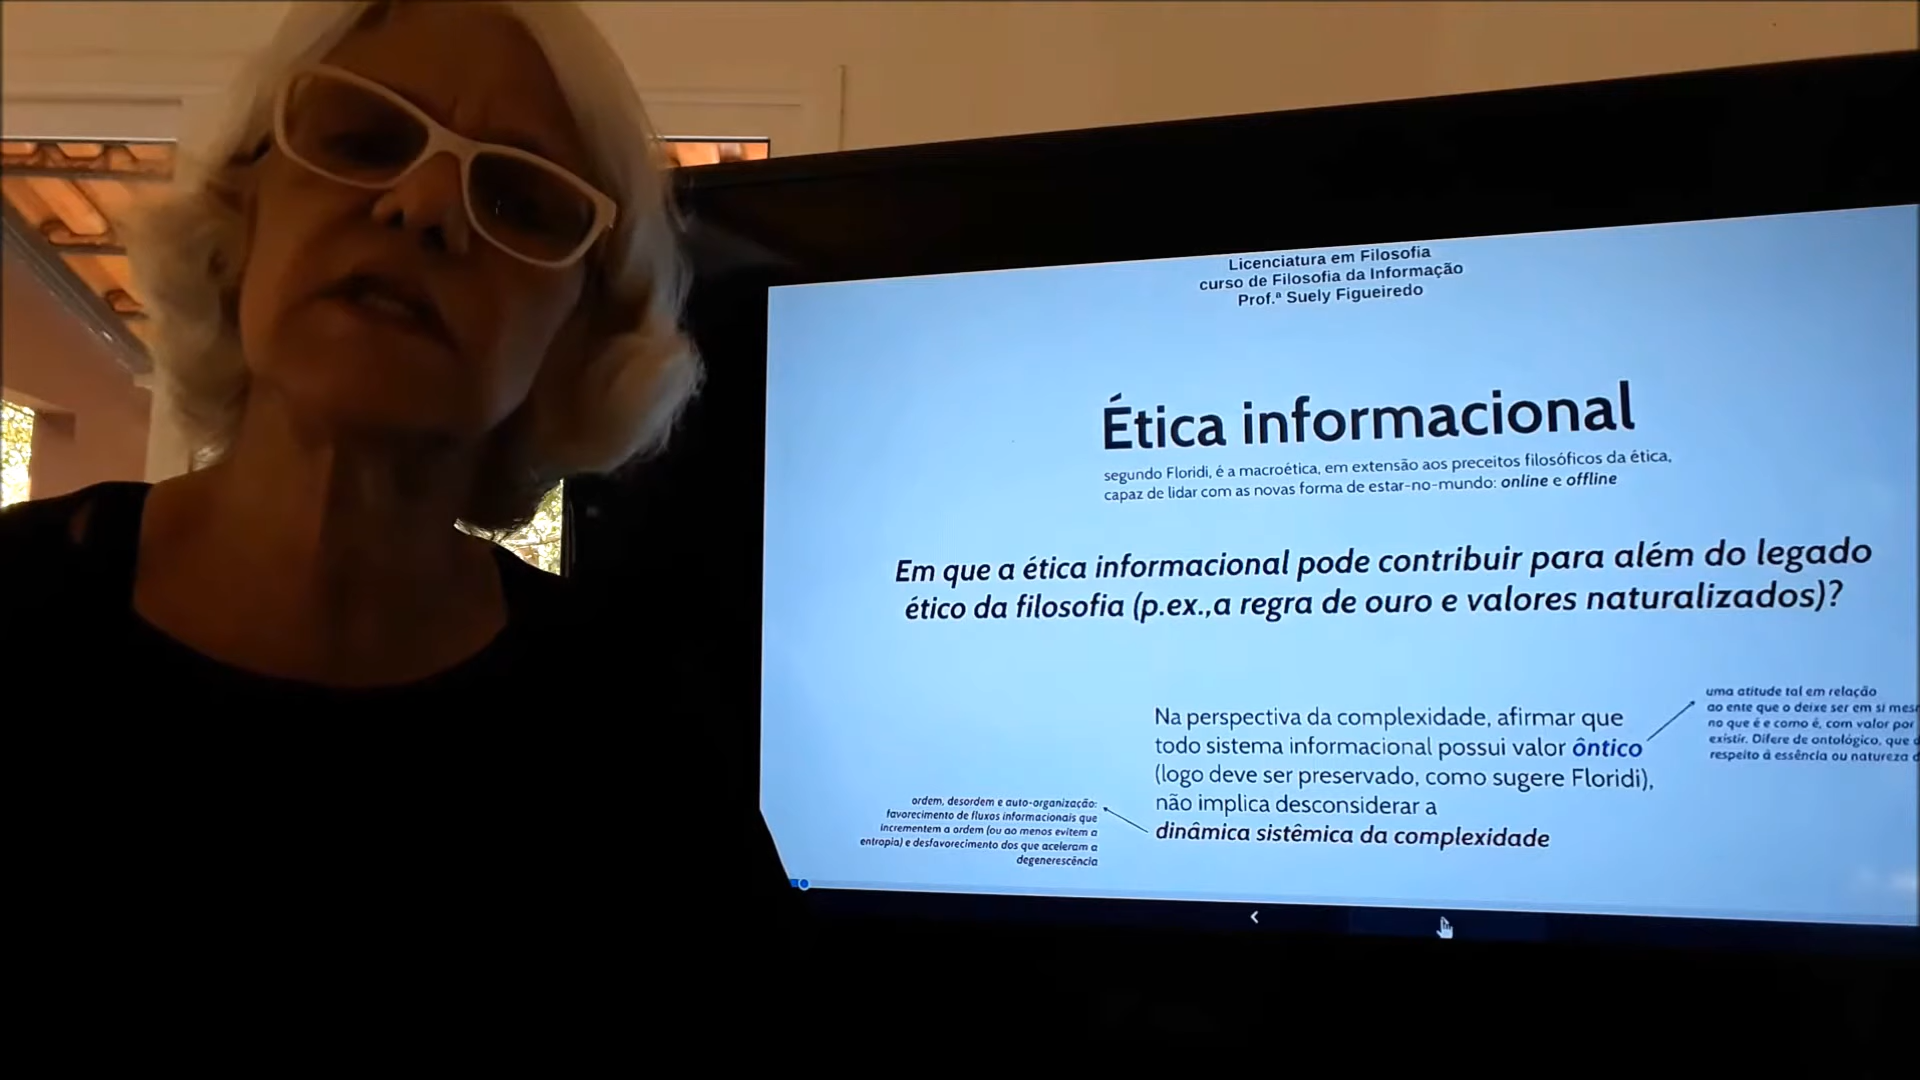 Licenciatura em Filosofia
curso de Filosofia da Informação
Prof.ª Suely Figueiredo
Ética informacional
segundo Floridi, é a macroética, em extensão aos preceitos filosóficos da ética,
capaz de lidar com as novas forma de estar-no-mundo: online e offline
Em que a ética informacional pode contribuir para além do legado
ético da filosofia (p.ex.,a regra de ouro e valores naturalizados)?
Na perspectiva da complexidade, afirmar que
todo sistema informacional possui valor ôntico
(logo deve ser preservado, como sugere Floridi),
não implica desconsiderar a
dinâmica sistêmica da complexidade
uma atitude tal em relação
ao ente que o deixe ser em si
no que é e como é, com valor por
existir. Difere de ontológico, que
respeito à essência ou natureza
ordem, desordem e auto-organização:
favorecimento de fluxos informacionais que
incrementem a ordem (ou ao menos evitem a
entropia) e desfavorecimento dos que aceleram a
degenerescência